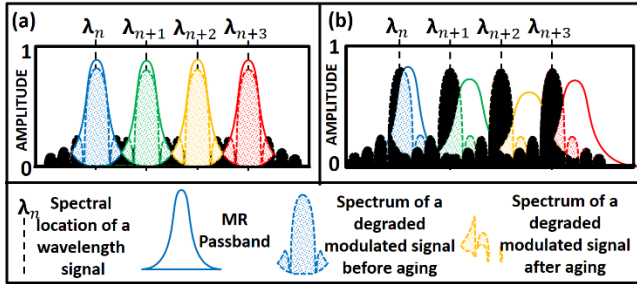 (a)
λn λn+1 λn+2 λn+3
1
AMPLITUDE
0
(b)
λn λn+1 λn+2 λn+3
1
AMPLITUDE
0
λn
Spectral
location of a
wavelength
signal
MR
Passband
Spectrum of a
degraded
modulated signal
before aging
Spectrum of a
degraded
modulated signal
after aging